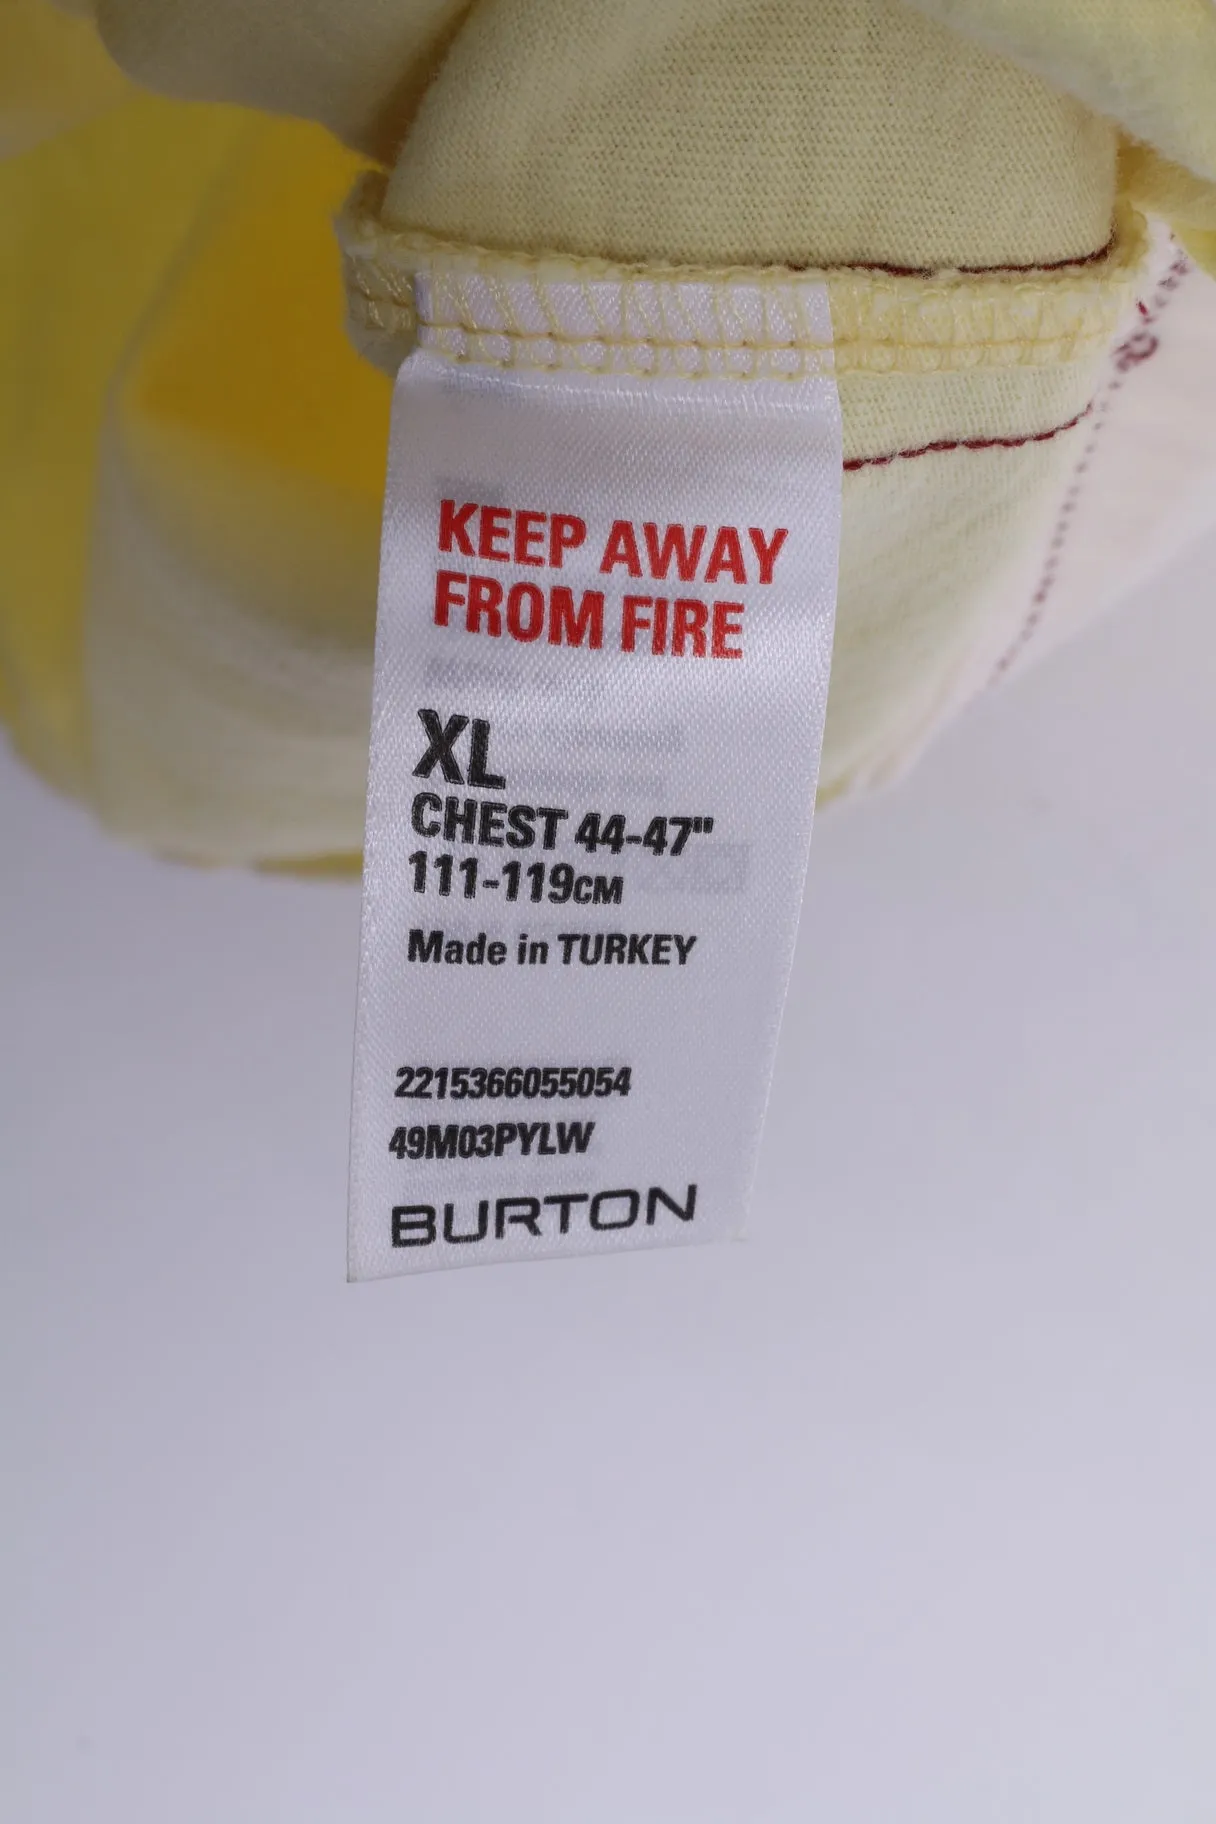 KEEP AWAY
FROM FIRE
XL
CHEST 44-47"
111-119CM
Made in TURKEY
2215366055054
49M03PYLW
BURTON